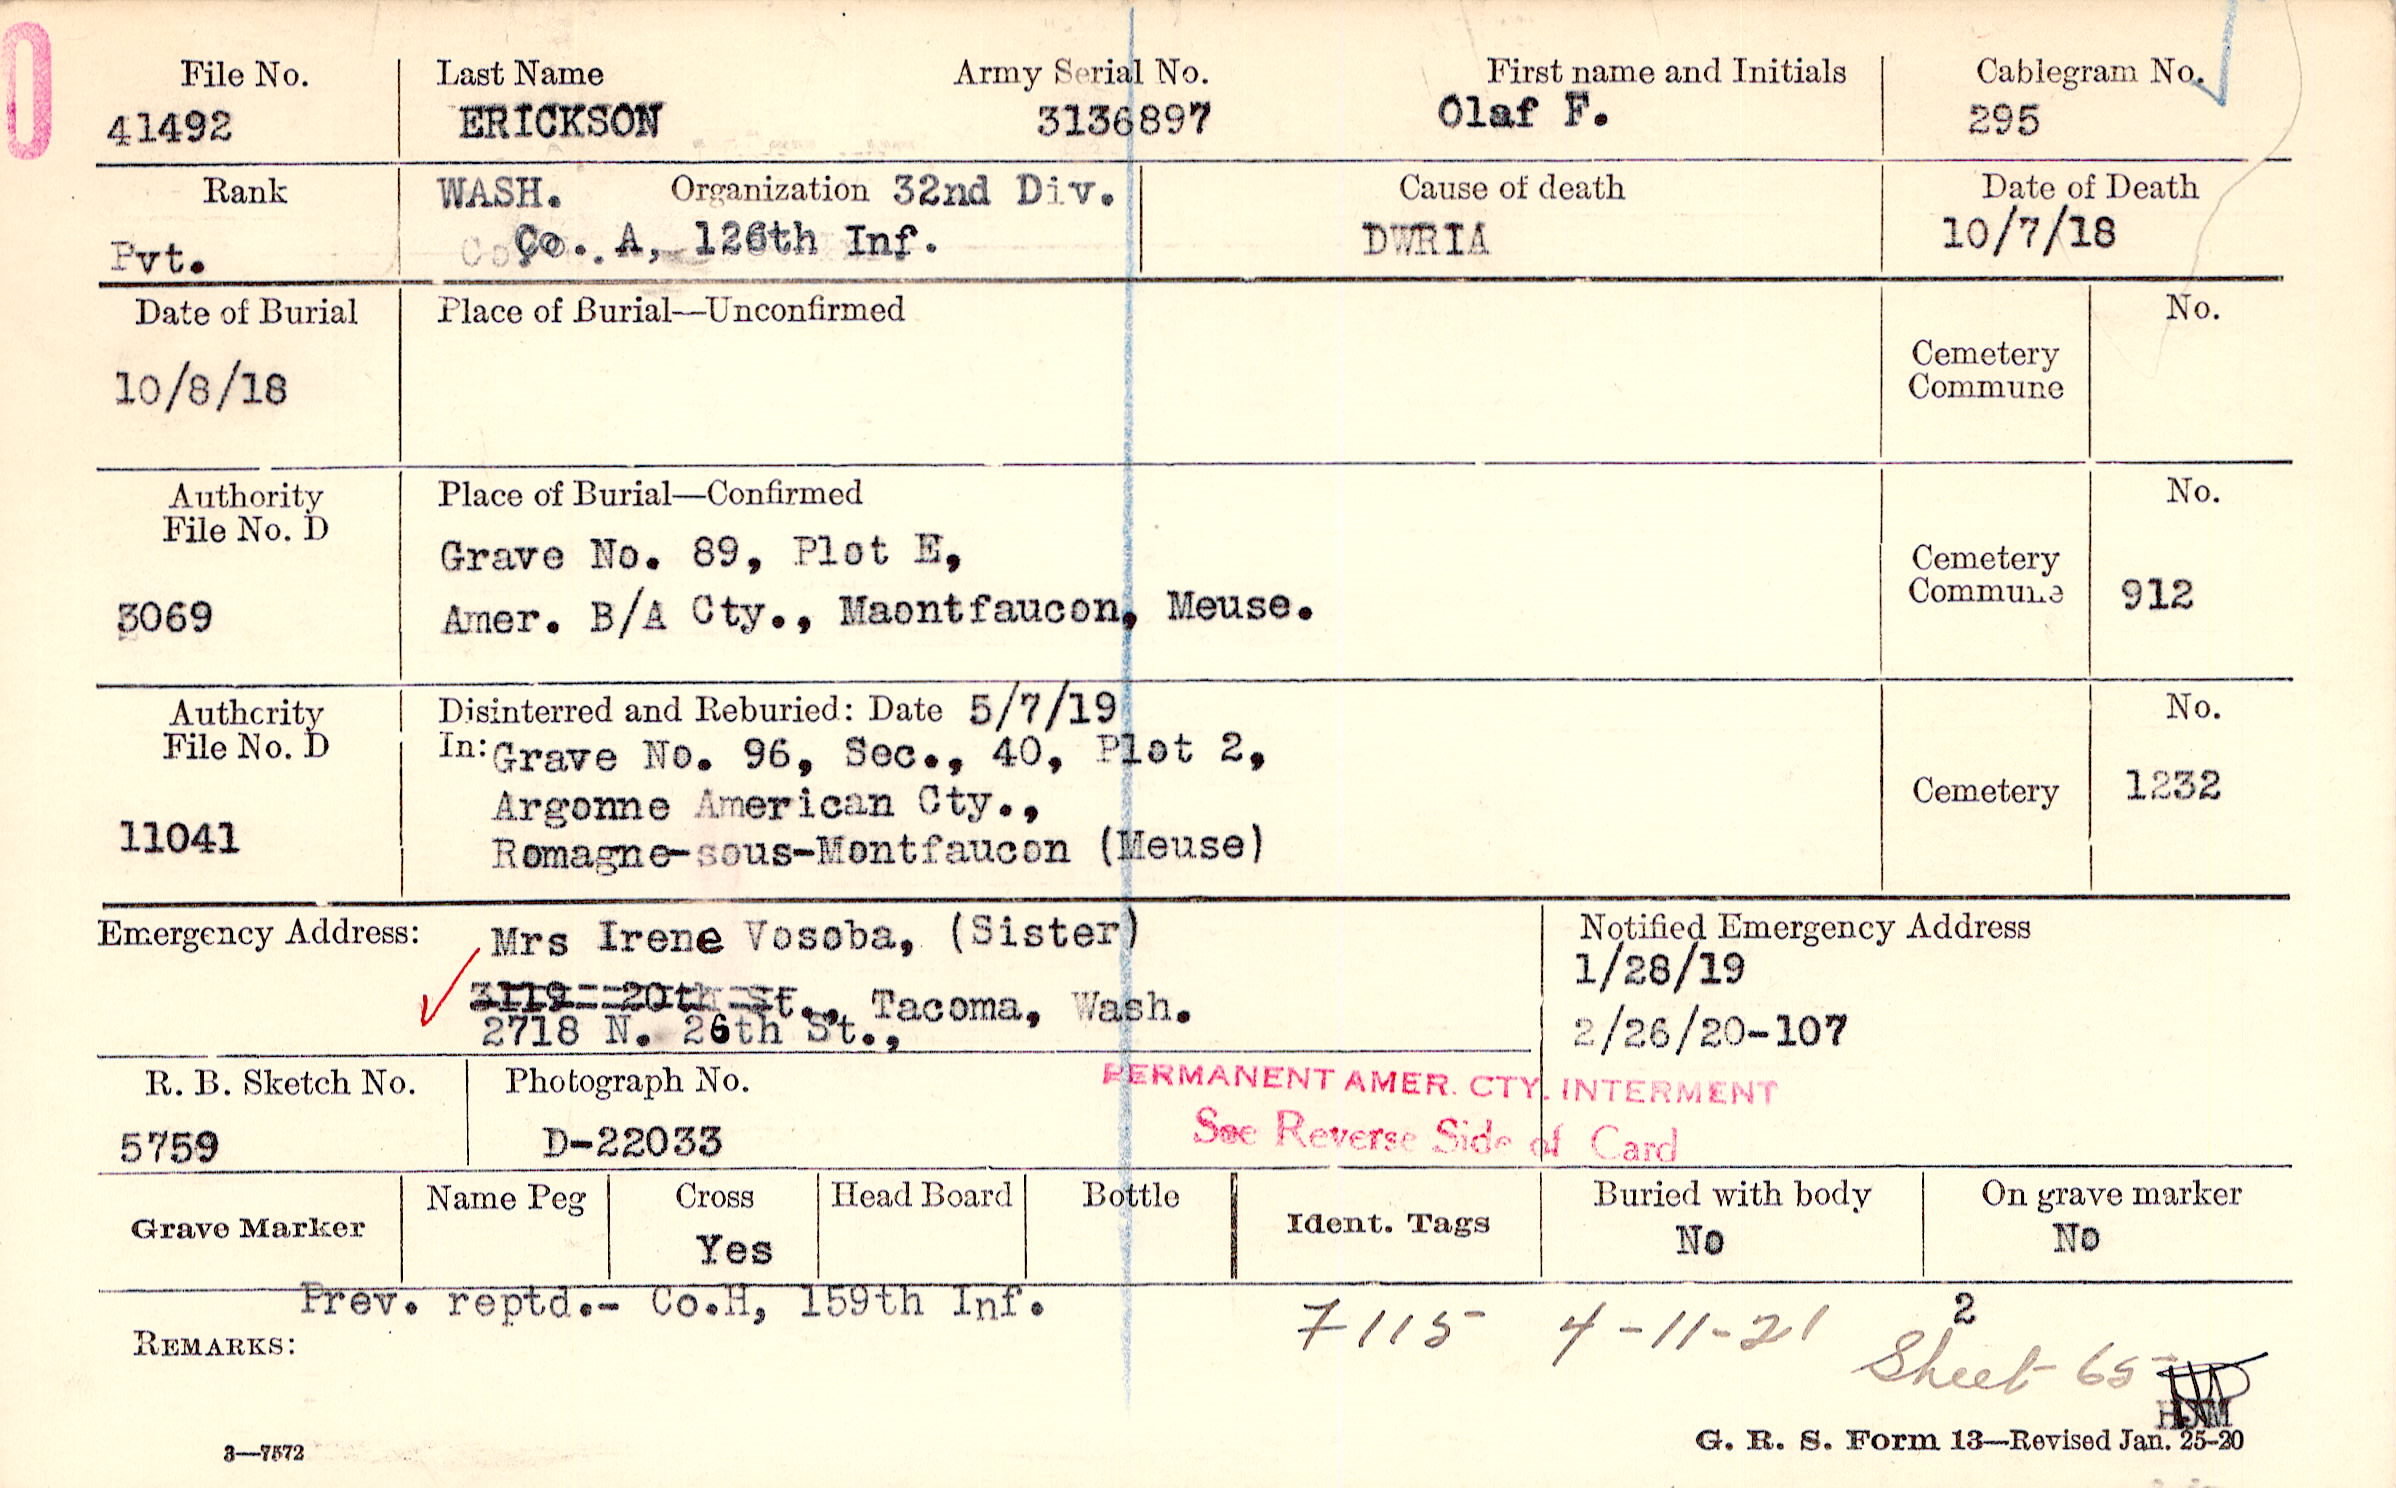 File No. Last Name Army Serial No. First name and Initials Cablegram No.
41492 ERICKSON 3136897 Olaf F. 295
Rank WASH. Organization 32nd Div. Cause of death Date of Death
Pvt. Co. A, 126th Inf. DWRIA 10/7/18
Date of Burial Place of Burial—Unconfirmed No.
10/8/18 Cemetery
Commune
Authority Place of Burial—Confirmed No.
File No. D
Grave No. 89, Plot E, Cemetery
3069 Amer. B/A Cty., Maontfaucon, Meuse. Commune 912
Authority Disinterred and Reburied: Date 5/7/19 No.
File No. D In: Grave No. 96, Sec., 40, Plot 2,
Argonne American Cty., Cemetery 1232
11041 Romagne-sous-Montfaucon (Meuse)
Emergency Address: Mrs Irene Vosoba, (Sister) Notified Emergency Address
1/28/19
3119 - 20th St., Tacoma, Wash.
2718 N. 26th St., 2/26/20-107
R. B. Sketch No. Photograph No. PERMANENT AMER. CTY. INTERMENT
5759 D-22033 See Reverse Side of Card
Grave Marker Name Peg Cross Head Board Bottle Ident. Tags Buried with body On grave marker
Yes No No
Prev. reptd.- Co.H, 159th Inf. 7115 4-11-21 2
REMARKS: Sheet 65
HJM
3—7572 G. R. S. Form 13—Revised Jan. 25-20